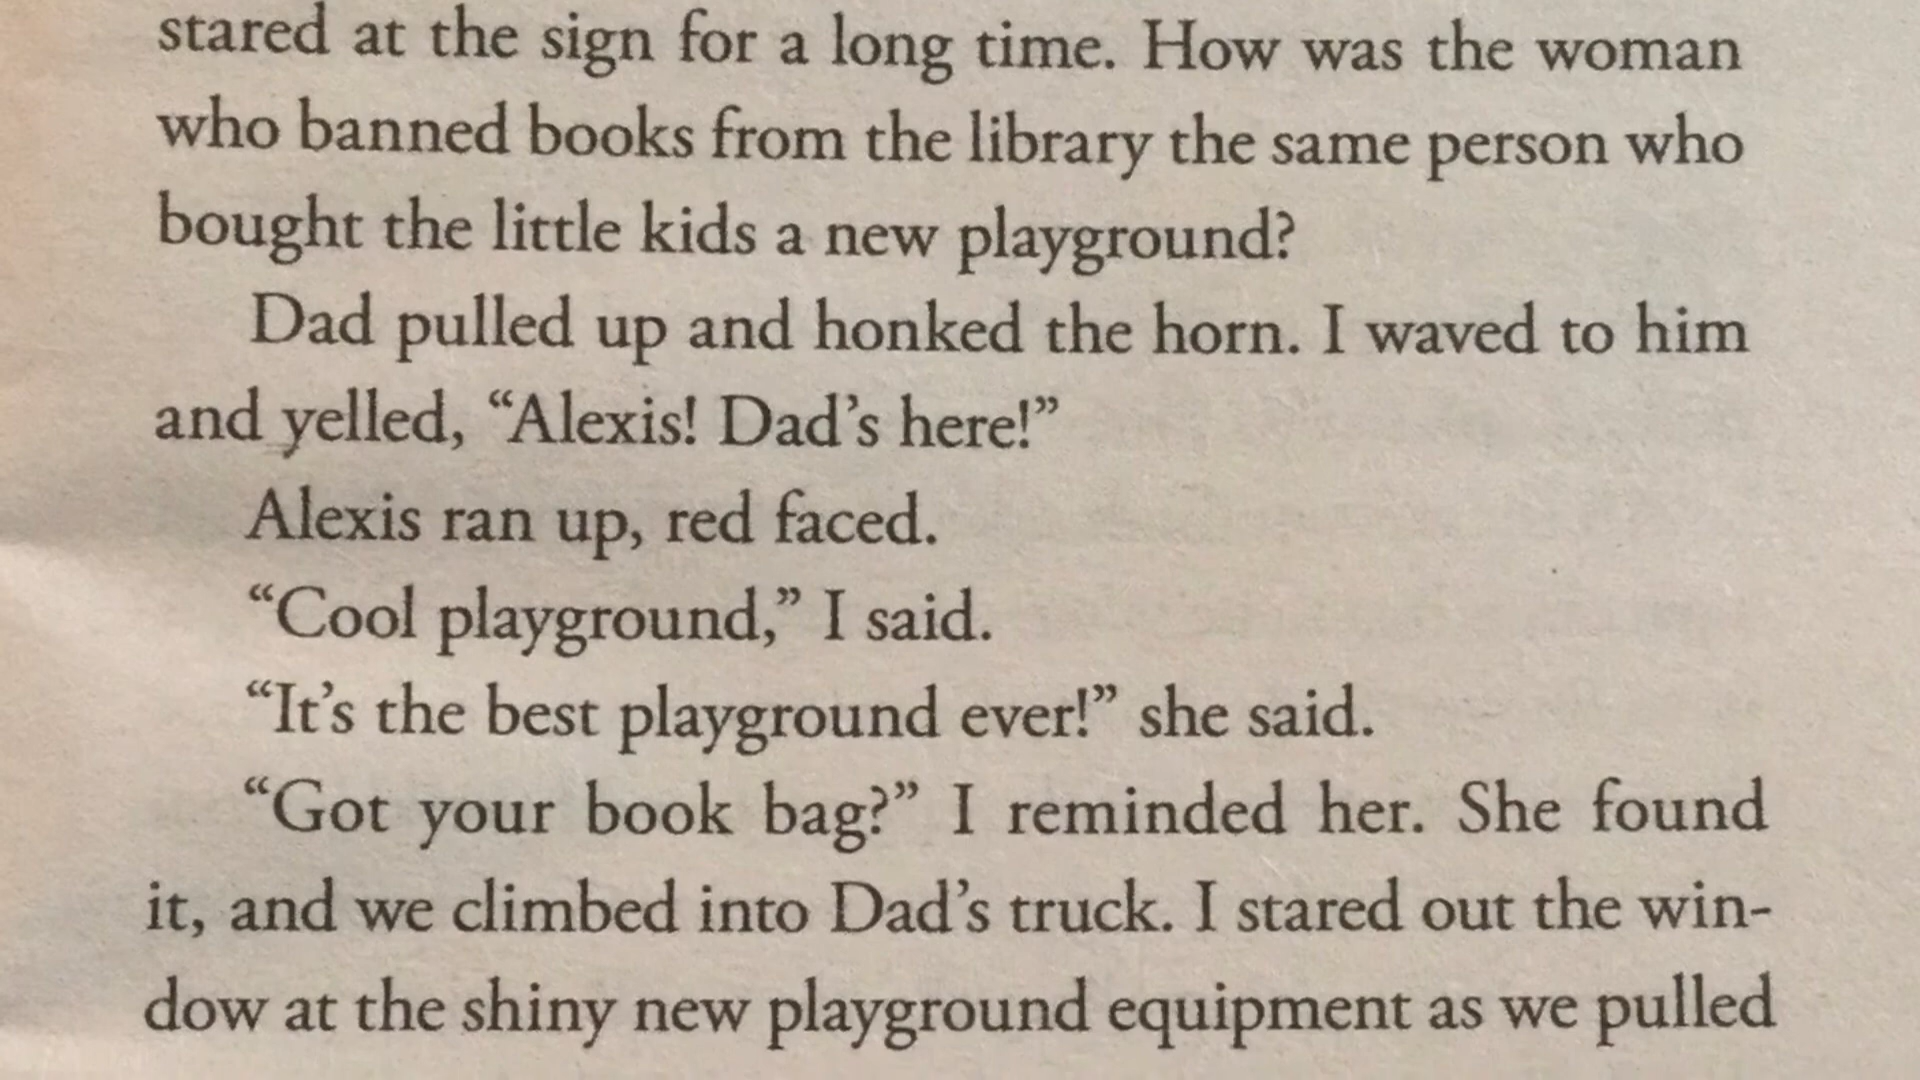 stared at the sign for a long time. How was the woman
who banned books from the library the same person who
bought the little kids a new playground?
Dad pulled up and honked the horn. I waved to him
and yelled, “Alexis! Dad’s here!”
Alexis ran up, red faced.
“Cool playground,” I said.
“It’s the best playground ever!” she said.
“Got your book bag?” I reminded her. She found
it, and we climbed into Dad’s truck. I stared out the win-
dow at the shiny new playground equipment as we pulled